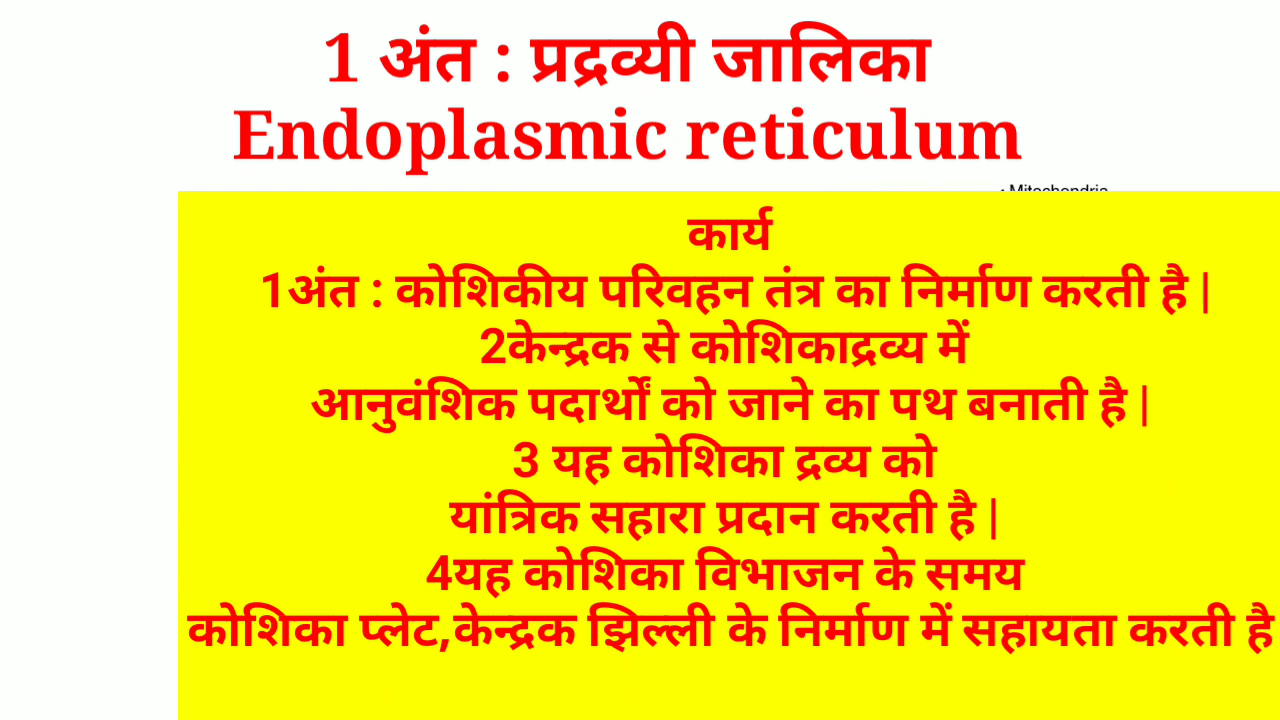 1 अंत : प्रद्रव्यी जालिका
Endoplasmic reticulum
Mitochondria
कार्य
1अंत : कोशिकीय परिवहन तंत्र का निर्माण करती है |
2केन्द्रक से कोशिकाद्रव्य में
आनुवंशिक पदार्थों को जाने का पथ बनाती है |
3 यह कोशिका द्रव्य को
यांत्रिक सहारा प्रदान करती है |
4यह कोशिका विभाजन के समय
कोशिका प्लेट,केन्द्रक झिल्ली के निर्माण में सहायता करती है